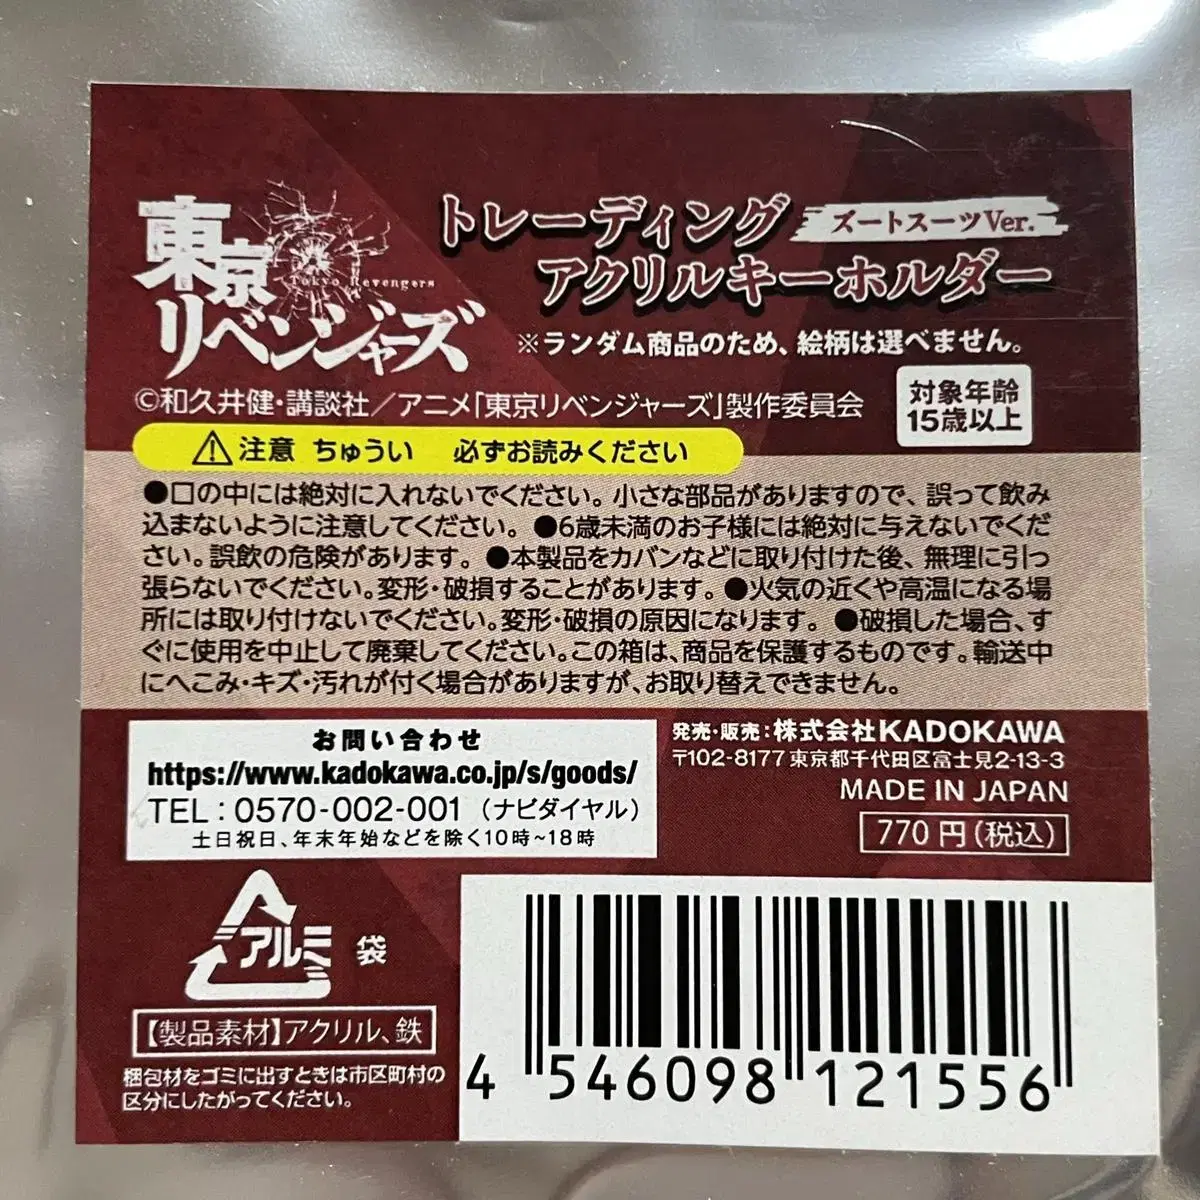 東京
リベンジャーズ
Tokyo Revengers
トレーディング
ズートスーツVer.
アクリルキーホルダー
※ランダム商品のため、絵柄は選べません。
©和久井健・講談社／アニメ「東京リベンジャーズ」製作委員会
対象年齢
15歳以上
⚠注意 ちゅうい 必ずお読みください
●口の中には絶対に入れないでください。小さな部品がありますので、誤って飲み
込まないように注意してください。●6歳未満のお子様には絶対に与えないでくだ
さい。誤飲の危険があります。●本製品をカバンなどに取り付けた後、無理に引っ
張らないでください。変形・破損することがあります。●火気の近くや高温になる場
所には取り付けないでください。変形・破損の原因になります。●破損した場合、す
ぐに使用を中止して廃棄してください。この箱は、商品を保護するものです。輸送中
にへこみ・キズ・汚れが付く場合がありますが、お取り替えできません。
お問い合わせ
https://www.kadokawa.co.jp/s/goods/
TEL：0570-002-001（ナビダイヤル）
土日祝日、年末年始などを除く10時~18時
発売・販売：株式会社KADOKAWA
〒102-8177 東京都千代田区富士見2-13-3
MADE IN JAPAN
770円（税込）
アルミ 袋
【製品素材】アクリル、鉄
梱包材をゴミに出すときは市区町村の
区分にしたがってください。
4 546098 121556